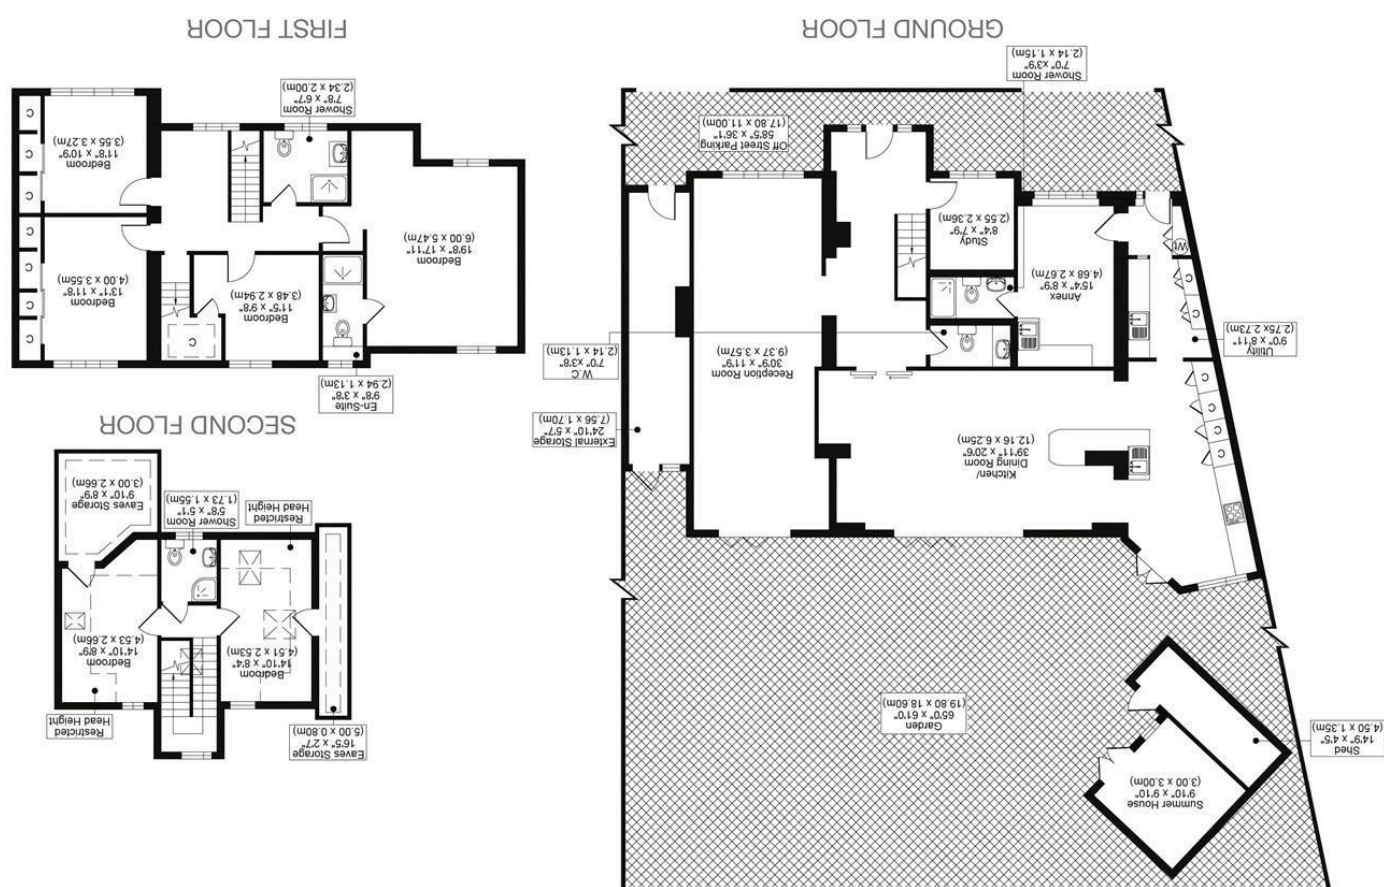 Shed
14'9" x 4'5"
(4.50 x 1.35m)
Summer House
9'10" x 9'10"
(3.00 x 3.00m)
Garden
65'0" x 61'0"
(19.80 x 18.60m)
Kitchen/
Dining Room
39'11" x 20'6"
(12.16 x 6.25m)
C
C
C
C
Utility
9'0" x 8'11"
(2.75x 2.73m)
C
C
Wt
Annex
15'4" x 8'9"
(4.68 x 2.67m)
Study
8'4" x 7'9"
(2.55 x 2.36m)
Reception Room
30'9" x 11'9"
(9.37 x 3.57m)
External Storage
24'10" x 5'7"
(7.56 x 1.70m)
W.C
7'0" x3'8"
(2.14 x 1.13m)
Off Street Parking
58'5" x 36'1"
(17.80 x 11.00m)
Shower Room
7'0" x3'9"
(2.14 x 1.15m)
GROUND FLOOR
Eaves Storage
16'5" x 2'7"
(5.00 x 0.80m)
Restricted
Head Height
Bedroom
14'10" x 8'4"
(4.51 x 2.53m)
Bedroom
14'10" x 8'9"
(4.53 x 2.66m)
Restricted
Head Height
Shower Room
5'8" x 5'1"
(1.73 x 1.55m)
Eaves Storage
9'10" x 8'9"
(3.00 x 2.66m)
SECOND FLOOR
En-Suite
9'8" x 3'8"
(2.94 x 1.13m)
Bedroom
19'8" x 17'11"
(6.00 x 5.47m)
Bedroom
11'5" x 9'8"
(3.48 x 2.94m)
C
Bedroom
13'1" x 11'8
(4.00 x 3.55m)
C
C
C
Bedroom
11'8" x 10'9"
(3.55 x 3.27m)
C
C
C
Shower Room
7'8" x 6'7"
(2.34 x 2.00m)
FIRST FLOOR